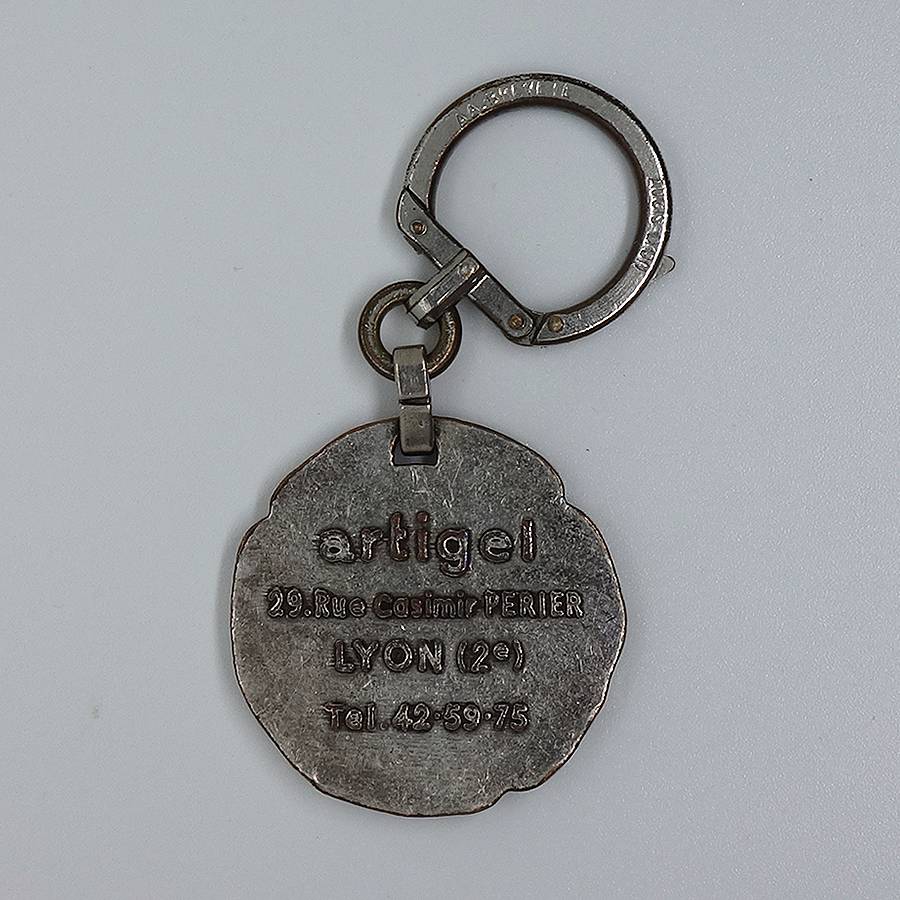 artigel
29.Rue Casimir PERIER
LYON (2e)
Tel.42·59·75